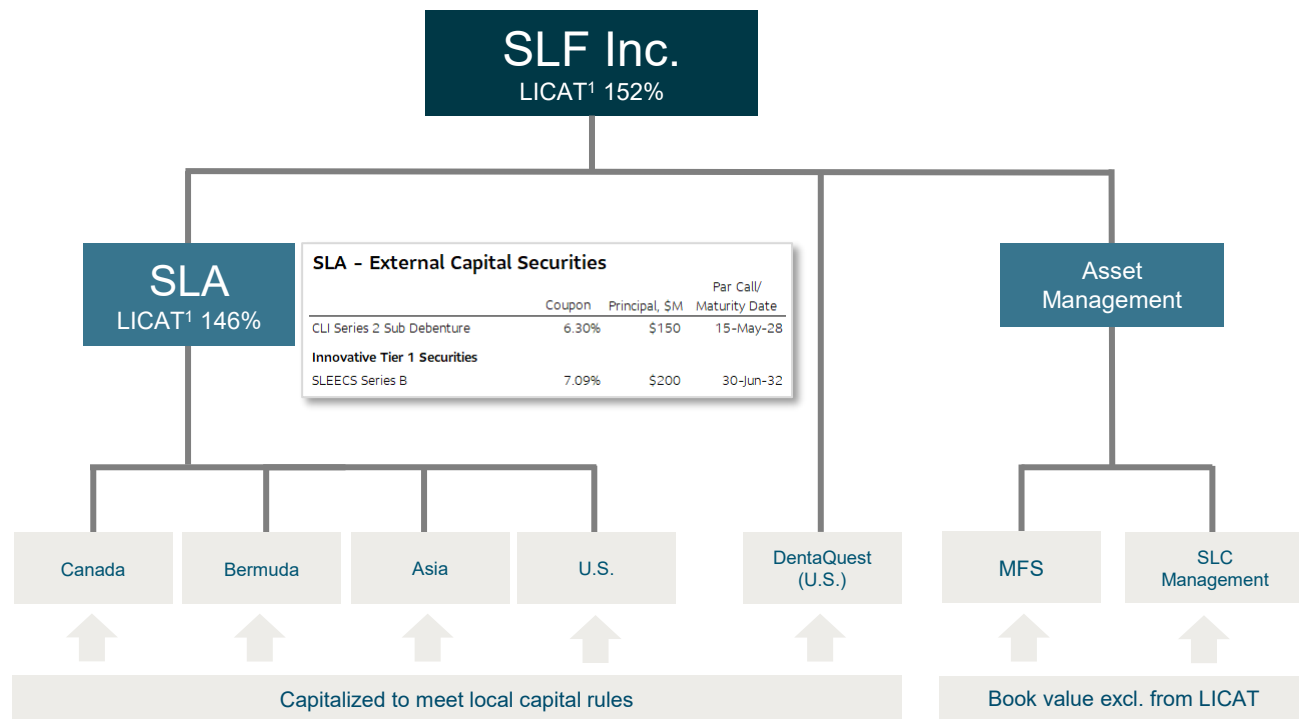 SLF Inc.
LICAT¹ 152%
SLA
LICAT¹ 146%
SLA – External Capital Securities
Par Call/
Coupon Principal, $M Maturity Date
CLI Series 2 Sub Debenture 6.30% $150 15-May-28
Innovative Tier 1 Securities
SLEECS Series B 7.09% $200 30-Jun-32
Asset
Management
Canada
Bermuda
Asia
U.S.
DentaQuest
(U.S.)
MFS
SLC
Management
Capitalized to meet local capital rules
Book value excl. from LICAT